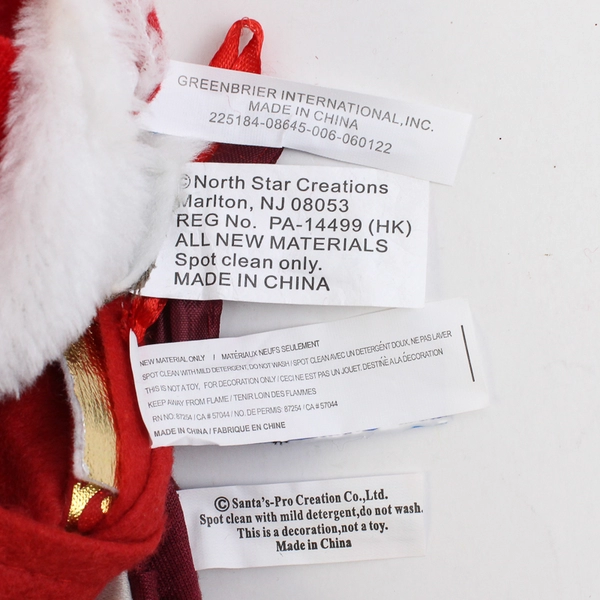 GREENBRIER INTERNATIONAL, INC.
MADE IN CHINA
225184-08645-006-060122
©North Star Creations
Marlton, NJ 08053
REG No. PA-14499 (HK)
ALL NEW MATERIALS
Spot clean only.
MADE IN CHINA
NEW MATERIAL ONLY / MATÉRIAUX NEUFS SEULEMENT
SPOT CLEAN WITH MILD DETERGENT, DO NOT WASH / SPOT CLEAN AVEC UN DETERGENT DOUX, NE PAS LAVER
THIS IS NOT A TOY, FOR DECORATION ONLY / CECI NE EST PAS UN JOUET, DESTINÉ A LA DÉCORATION
KEEP AWAY FROM FLAME / TENIR LOIN DES FLAMMES
RN NO: 87254 / CA # 57044 / NO. DE PERMIS: 87254 / CA # 57044
MADE IN CHINA / FABRIQUE EN CHINE
© Santa's-Pro Creation Co.,Ltd.
Spot clean with mild detergent,do not wash.
This is a decoration,not a toy.
Made in China